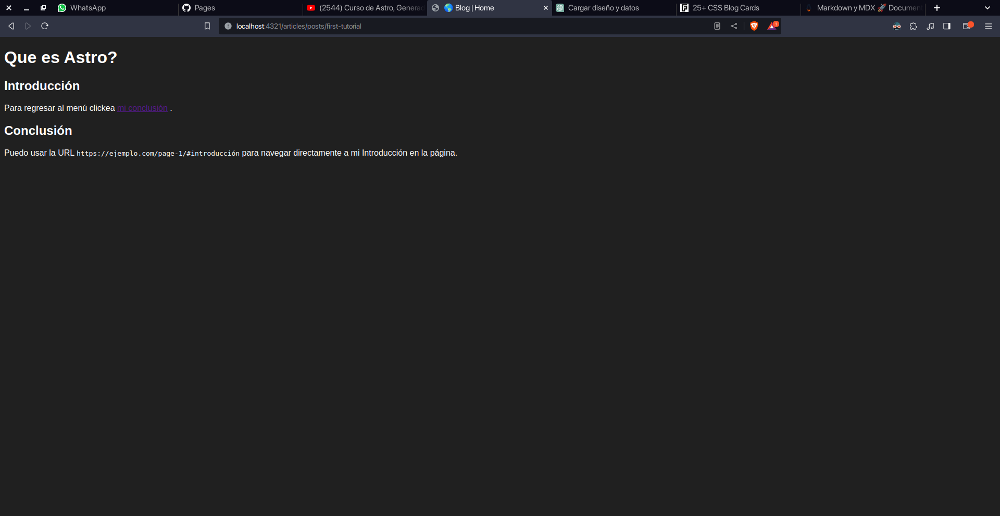 WhatsApp
Pages
(2544) Curso de Astro, Generac
Blog | Home
Cargar diseño y datos
25+ CSS Blog Cards
Markdown y MDX 🚀 Document
localhost:4321/articles/posts/first-tutorial
1
Que es Astro?
Introducción
Para regresar al menú clickea mi conclusión .
Conclusión
Puedo usar la URL https://ejemplo.com/page-1/#introducción para navegar directamente a mi Introducción en la página.